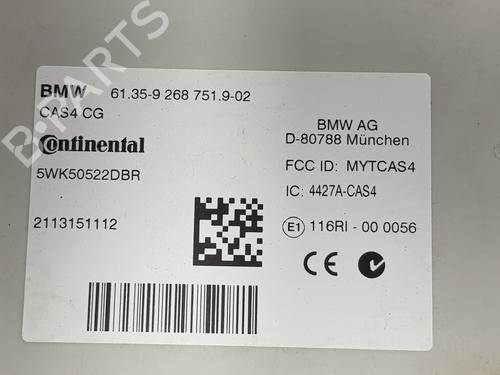 B-PARTS
BMW 61.35-9 268 751.9-02
CAS4 CG
Continental
5WK50522DBR
2113151112
BMW AG
D-80788 München
FCC ID: MYTCAS4
IC: 4427A-CAS4
E1 116RI - 00 0056
CE